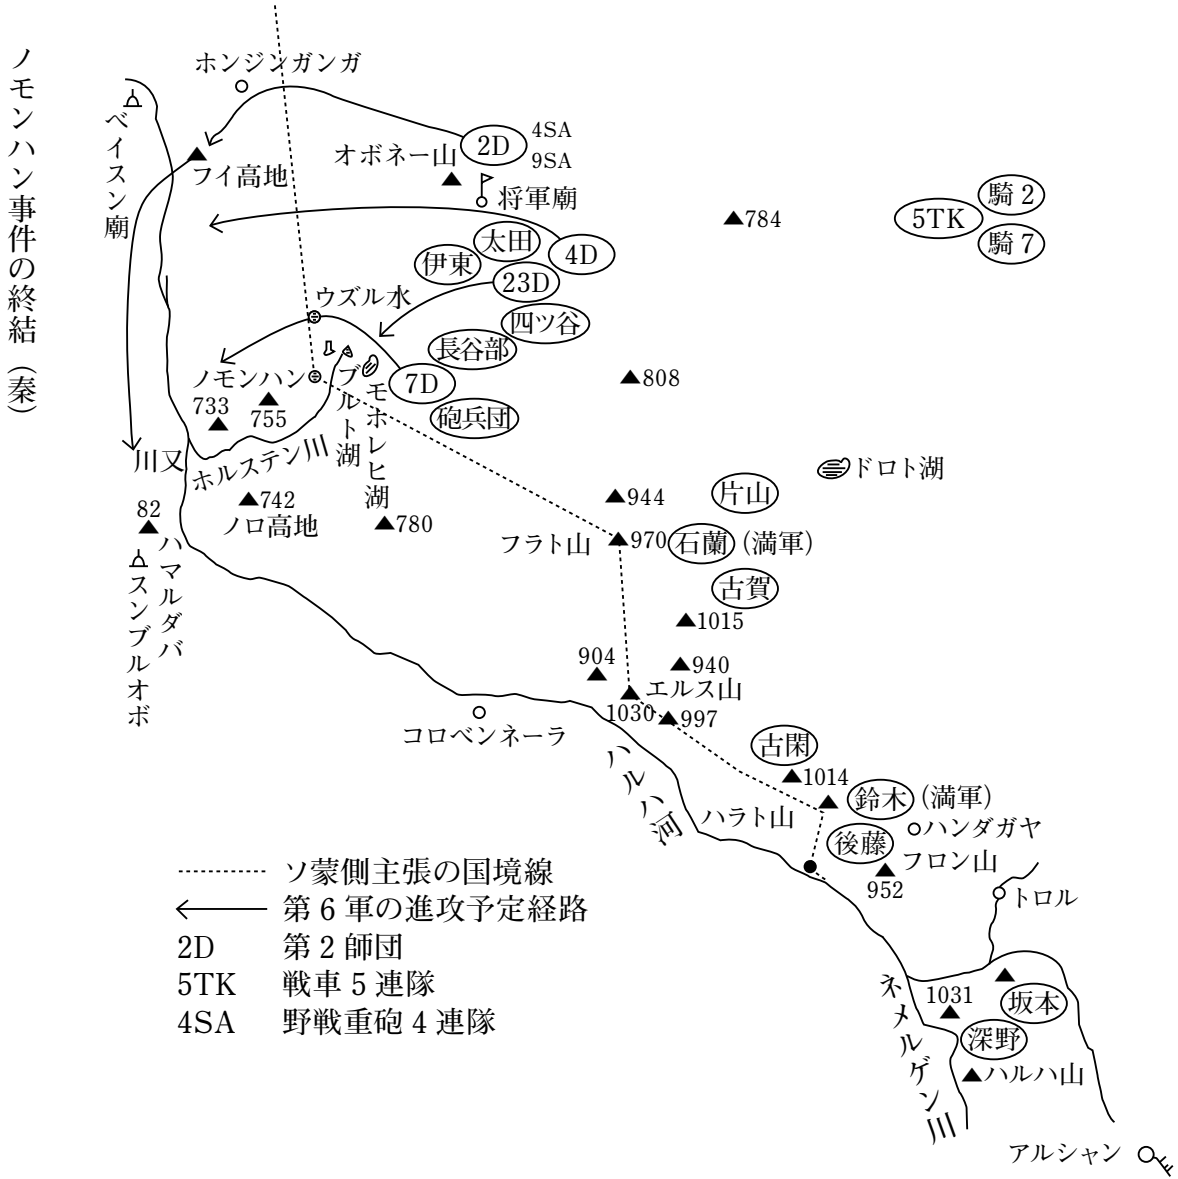 ノモンハン事件の終結（秦）
ホンジンガンガ
ベイスン廟
フイ高地
オボネー山
2D
4SA
9SA
将軍廟
784
5TK
騎2
騎7
太田
伊東
4D
23D
ウズル水
四ツ谷
長谷部
7D
砲兵団
ノモンハン
733
755
ブルト湖
モホレヒ湖
808
川又
ホルステン川
742
ノロ高地
780
82
ハマルダバ
スンブルオボ
ドロト湖
944
片山
フラト山
970
石蘭
（満軍）
古賀
1015
904
940
エルス山
1030
997
コロベンネーラ
ハルハ河
古閑
1014
ハラト山
鈴木
（満軍）
ハンダガヤ
後藤
フロン山
952
トロル
ソ蒙側主張の国境線
第6軍の進攻予定経路
2D 第2師団
5TK 戦車5連隊
4SA 野戦重砲4連隊
ネメルゲン川
1031
坂本
深野
ハルハ山
アルシャン